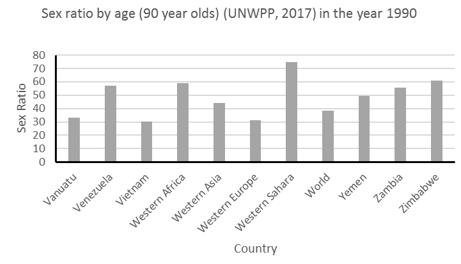 Sex ratio by age (90 year olds) (UNWPP, 2017) in the year 1990
80
70
60
50
40
30
20
10
0
Sex Ratio
Vanuatu
Venezuela
Vietnam
Western Africa
Western Asia
Western Europe
Western Sahara
World
Yemen
Zambia
Zimbabwe
Country